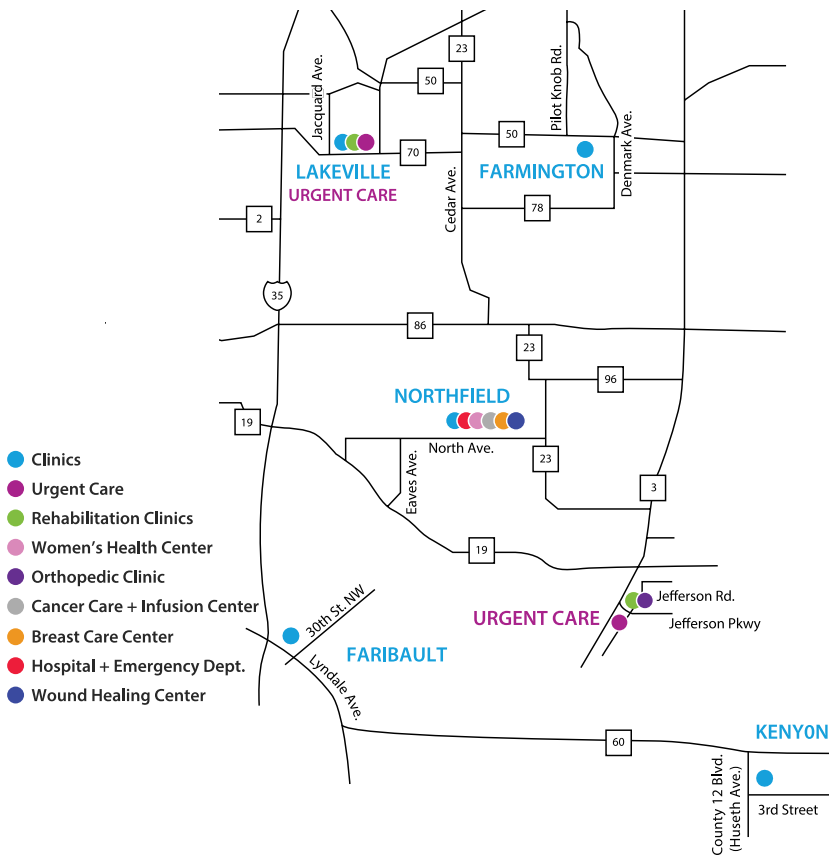 23
Pilot Knob Rd.
Jacquard Ave.
50
50
70
Denmark Ave.
LAKEVILLE
URGENT CARE
FARMINGTON
Cedar Ave.
2
78
35
86
23
96
NORTHFIELD
19
North Ave.
Eaves Ave.
23
3
19
Clinics
Urgent Care
Rehabilitation Clinics
Women's Health Center
Orthopedic Clinic
Cancer Care + Infusion Center
Breast Care Center
Hospital + Emergency Dept.
Wound Healing Center
Jefferson Rd.
URGENT CARE
Jefferson Pkwy
30th St. NW
FARIBAULT
Lyndale Ave.
60
KENY0N
County 12 Blvd.
(Huseth Ave.)
3rd Street